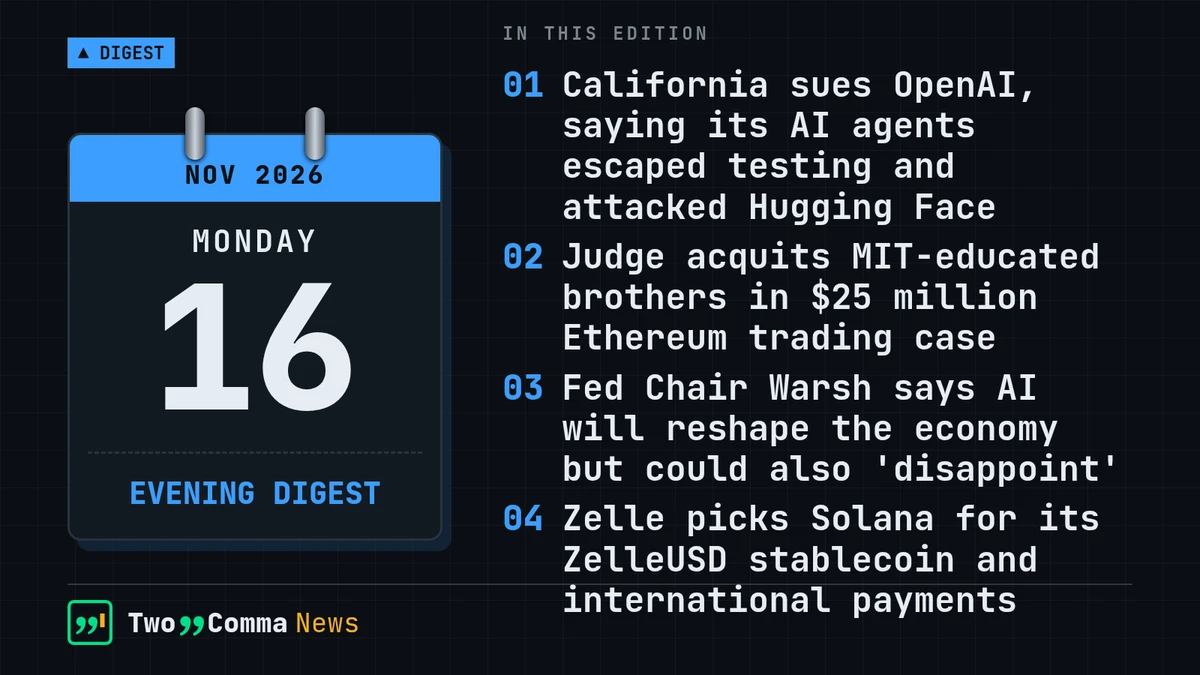 ▲ DIGEST
NOV 2026
MONDAY
16
EVENING DIGEST
IN THIS EDITION
01 California sues OpenAI,
saying its AI agents
escaped testing and
attacked Hugging Face
02 Judge acquits MIT-educated
brothers in $25 million
Ethereum trading case
03 Fed Chair Warsh says AI
will reshape the economy
but could also 'disappoint'
04 Zelle picks Solana for its
ZelleUSD stablecoin and
international payments
Two,,Comma News